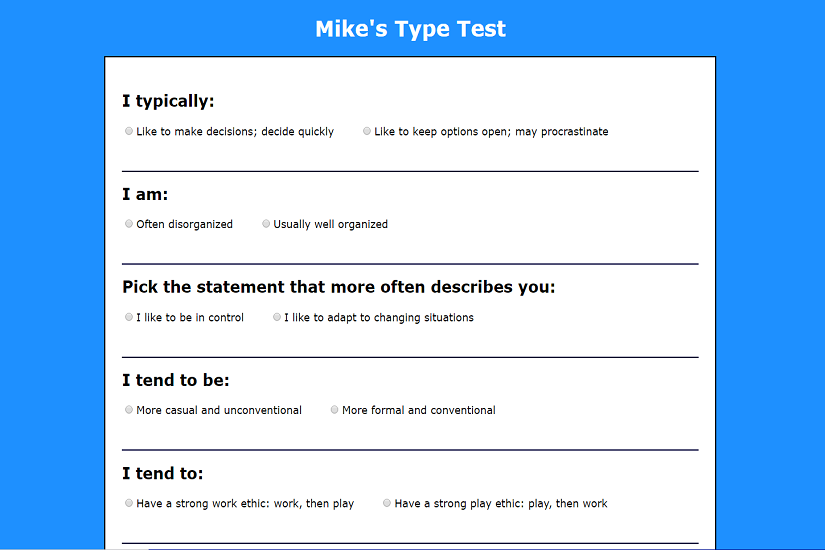 Mike's Type Test
I typically:
Like to make decisions; decide quickly Like to keep options open; may procrastinate
I am:
Often disorganized Usually well organized
Pick the statement that more often describes you:
I like to be in control I like to adapt to changing situations
I tend to be:
More casual and unconventional More formal and conventional
I tend to:
Have a strong work ethic: work, then play Have a strong play ethic: play, then work